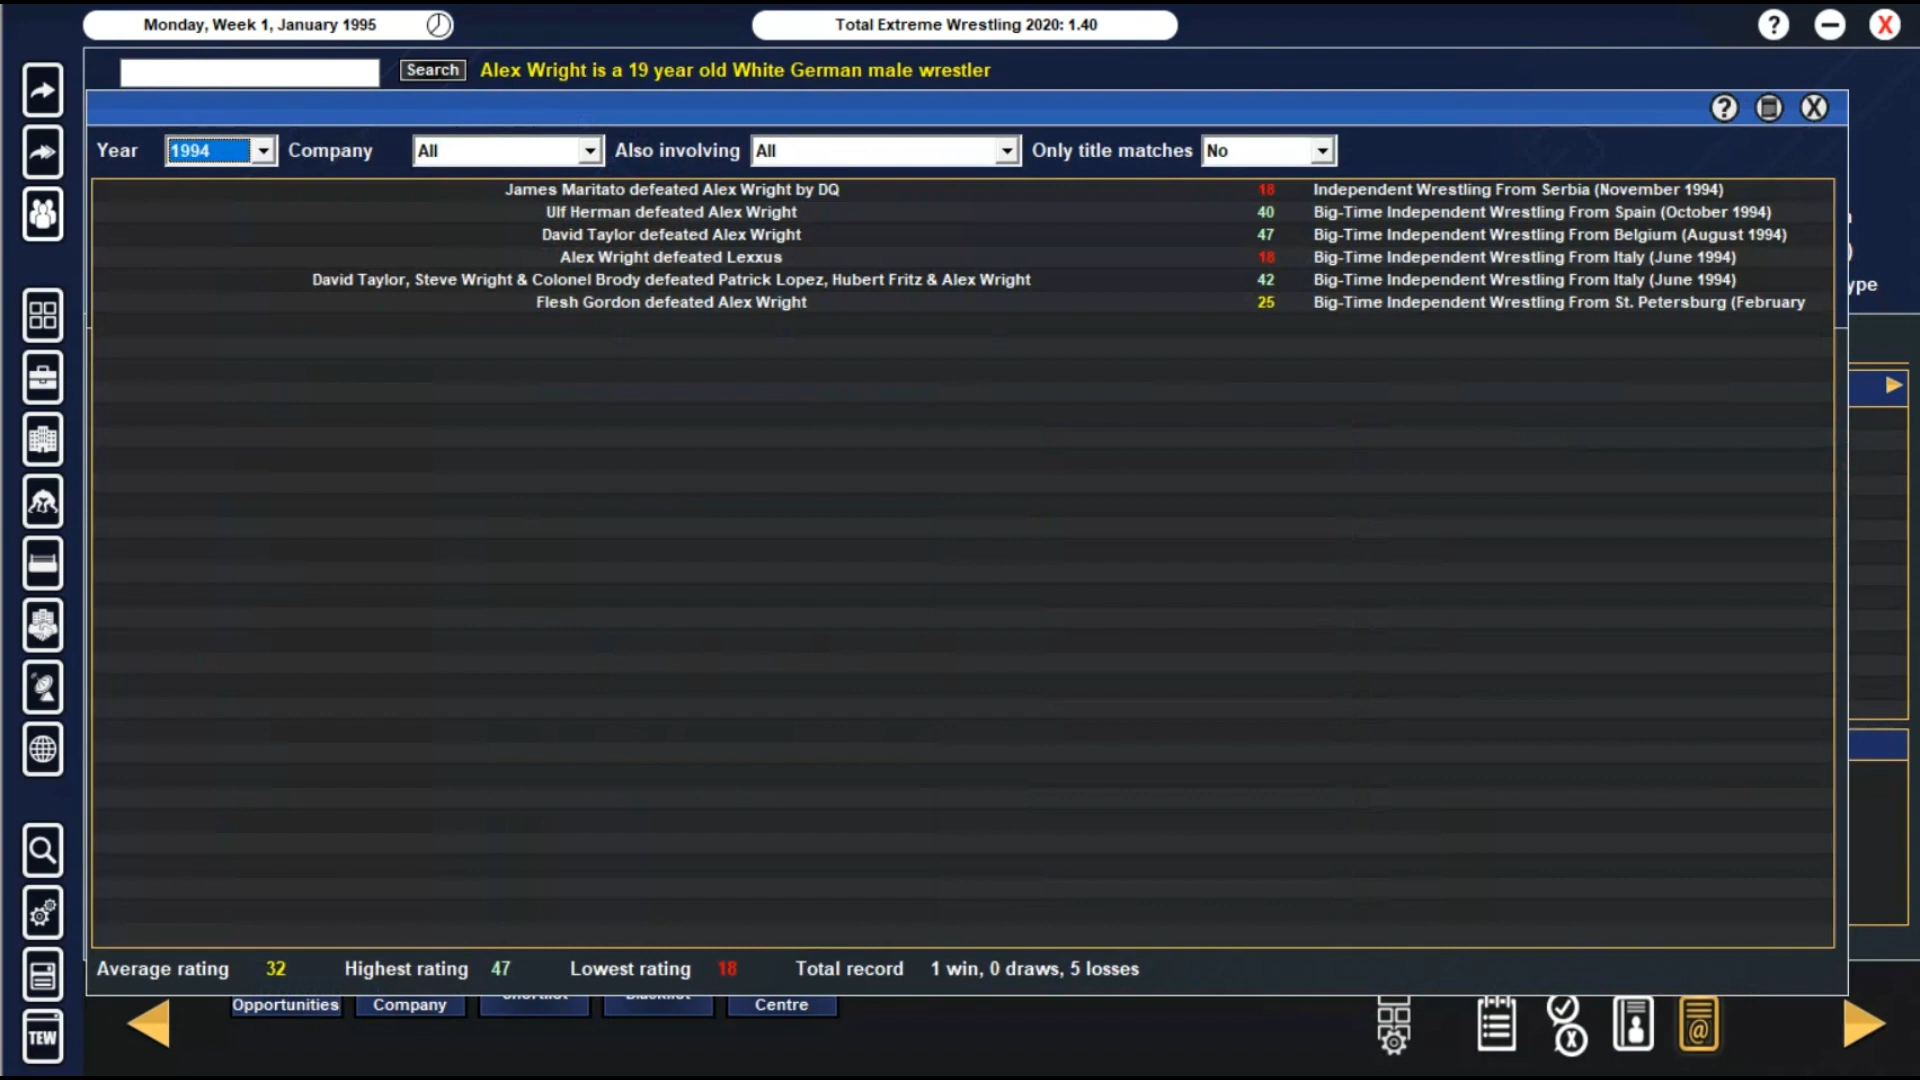 Monday, Week 1, January 1995
Total Extreme Wrestling 2020: 1.40
? X
Search Alex Wright is a 19 year old White German male wrestler
? X
Year 1994 Company All Also involving All Only title matches No
James Maritato defeated Alex Wright by DQ 18 Independent Wrestling From Serbia (November 1994)
Ulf Herman defeated Alex Wright 40 Big-Time Independent Wrestling From Spain (October 1994)
David Taylor defeated Alex Wright 47 Big-Time Independent Wrestling From Belgium (August 1994)
Alex Wright defeated Lexxus 18 Big-Time Independent Wrestling From Italy (June 1994)
David Taylor, Steve Wright & Colonel Brody defeated Patrick Lopez, Hubert Fritz & Alex Wright 42 Big-Time Independent Wrestling From Italy (June 1994)
Flesh Gordon defeated Alex Wright 25 Big-Time Independent Wrestling From St. Petersburg (February
ype
Average rating 32 Highest rating 47 Lowest rating 18 Total record 1 win, 0 draws, 5 losses
Opportunities Company Centre
TEW